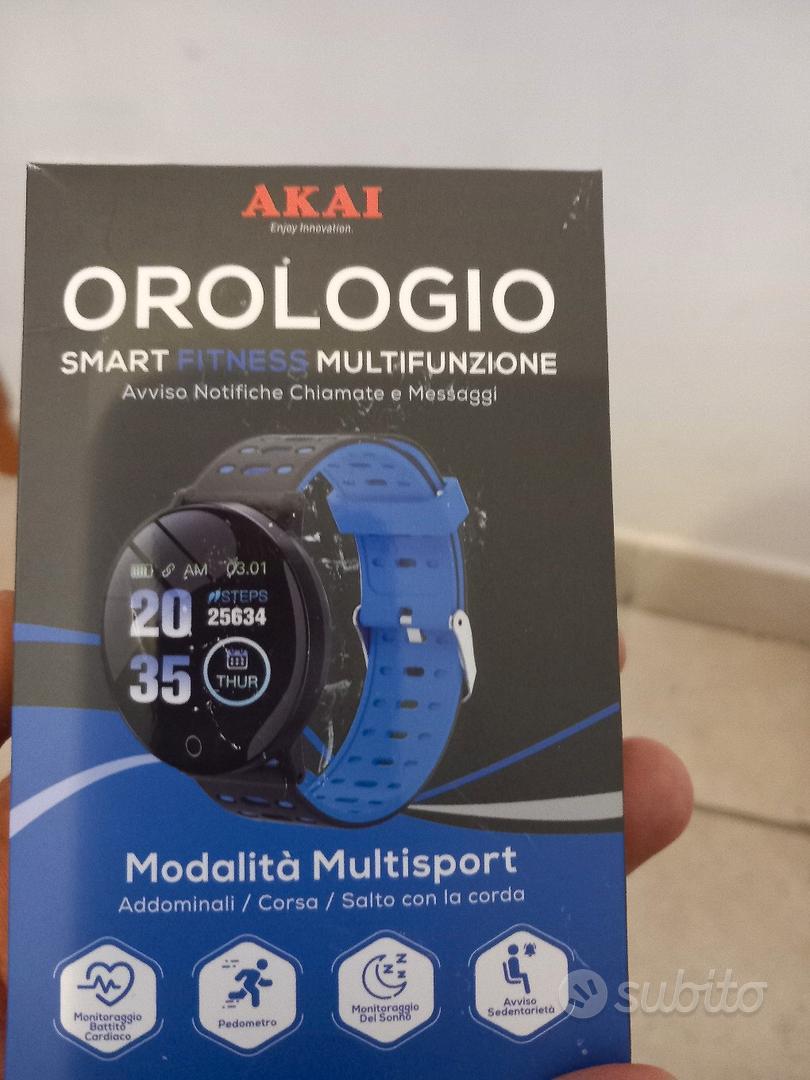 AKAI
Enjoy Innovation.
OROLOGIO
SMART FITNESS MULTIFUNZIONE
Avviso Notifiche Chiamate e Messaggi
AM 03.01
20
STEPS
25634
35
THUR
Modalità Multisport
Addominali / Corsa / Salto con la corda
Monitoraggio
Battito
Cardiaco
Pedometro
Monitoraggio
Del Sonno
Avviso
Sedentarietà
subito